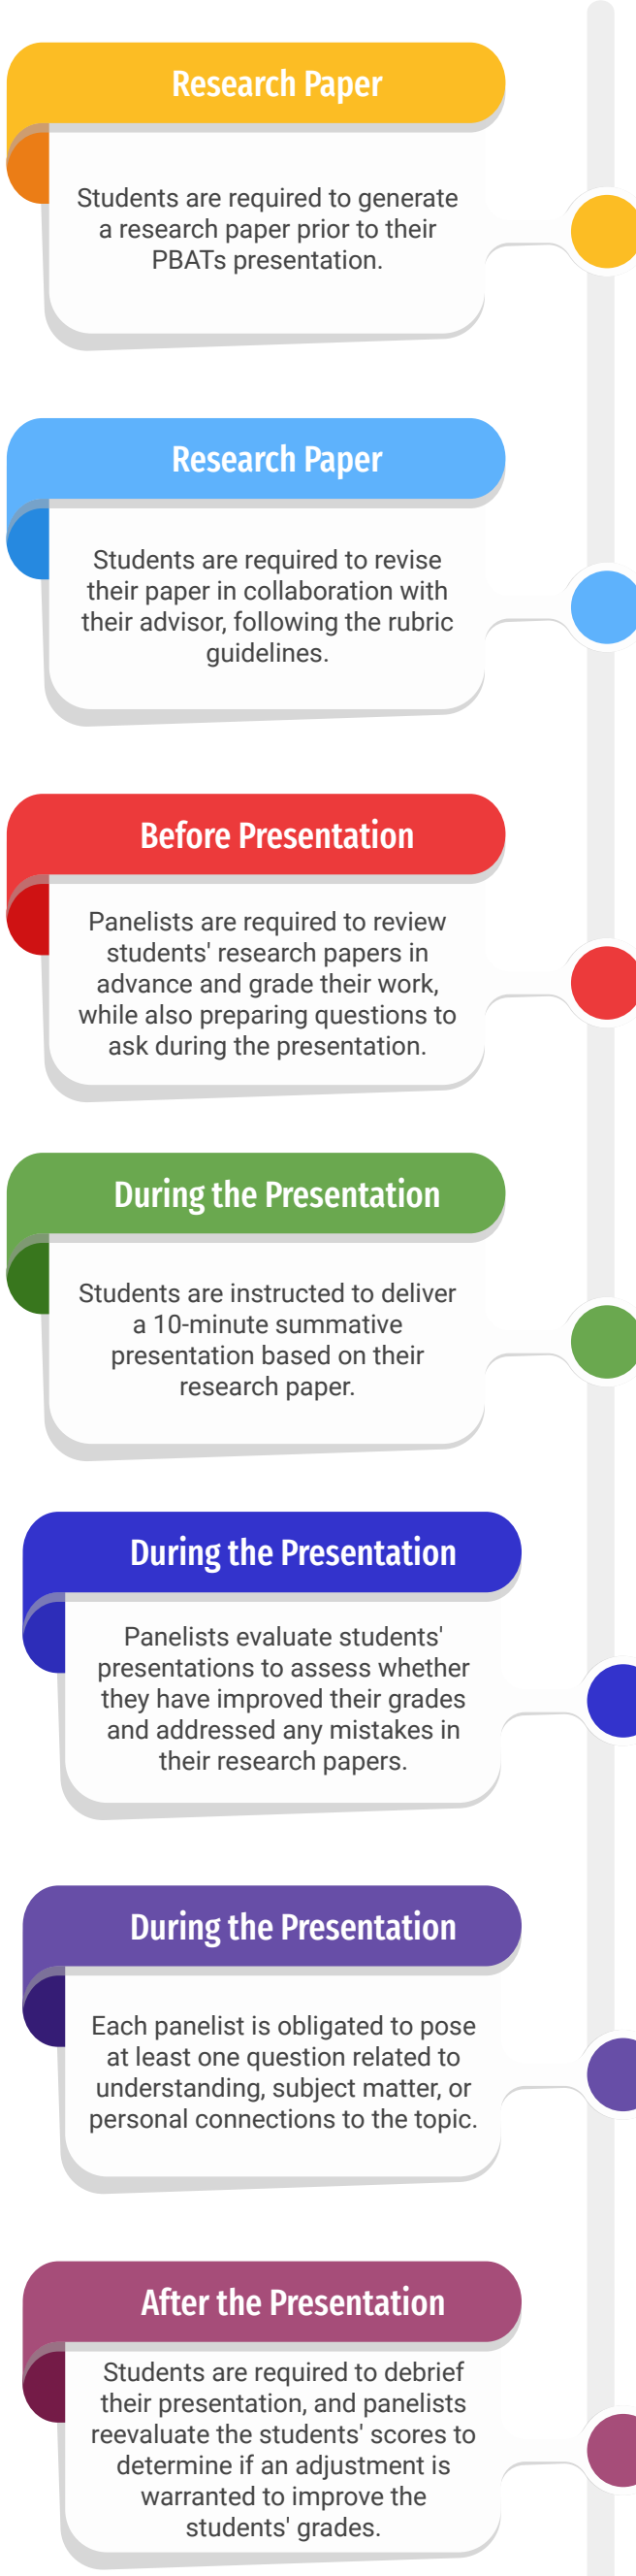 Research Paper
Students are required to generate
a research paper prior to their
PBATs presentation.
Research Paper
Students are required to revise
their paper in collaboration with
their advisor, following the rubric
guidelines.
Before Presentation
Panelists are required to review
students' research papers in
advance and grade their work,
while also preparing questions to
ask during the presentation.
During the Presentation
Students are instructed to deliver
a 10-minute summative
presentation based on their
research paper.
During the Presentation
Panelists evaluate students'
presentations to assess whether
they have improved their grades
and addressed any mistakes in
their research papers.
During the Presentation
Each panelist is obligated to pose
at least one question related to
understanding, subject matter, or
personal connections to the topic.
After the Presentation
Students are required to debrief
their presentation, and panelists
reevaluate the students' scores to
determine if an adjustment is
warranted to improve the
students' grades.